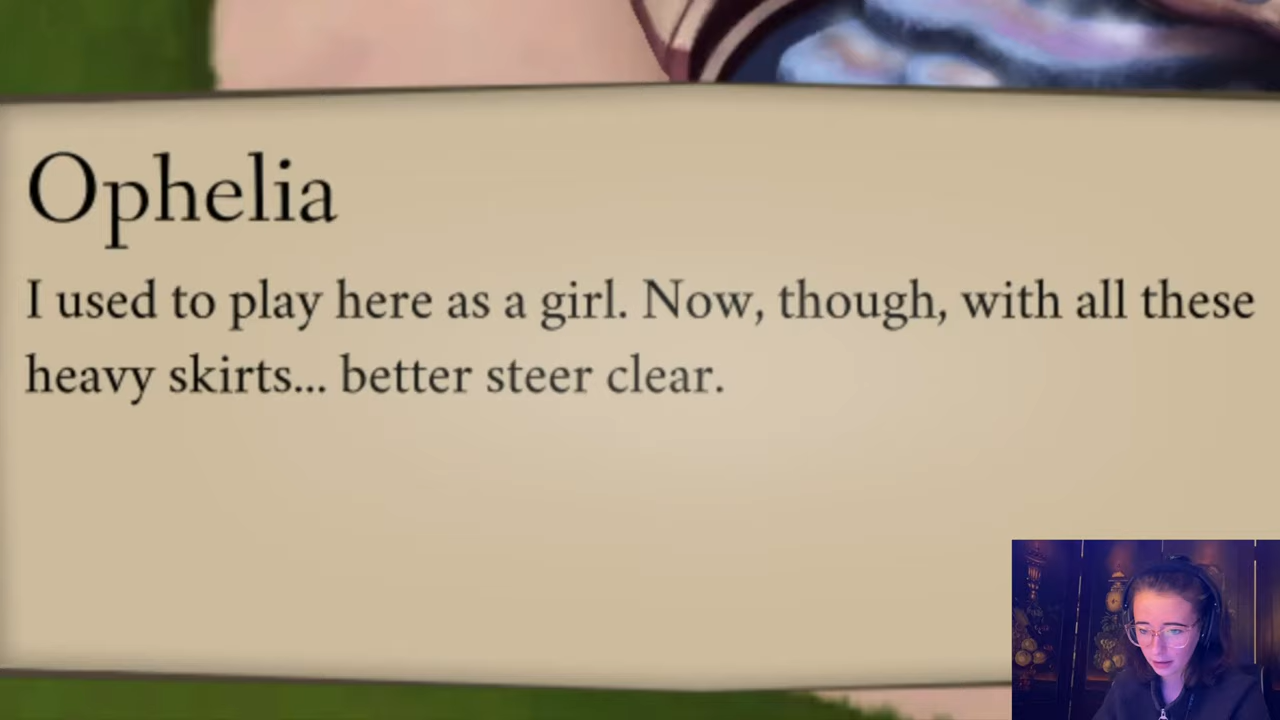 Ophelia
I used to play here as a girl. Now, though, with all these
heavy skirts... better steer clear.